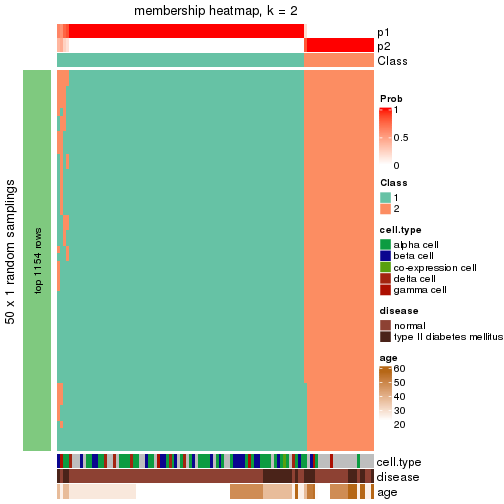 membership heatmap, k = 2
p1
p2
Class
50 x 1 random samplings
top 1154 rows
Prob
1
0.5
0
Class
1
2
cell.type
alpha cell
beta cell
co-expression cell
delta cell
gamma cell
disease
normal
type II diabetes mellitus
age
60
50
40
30
20
cell.type
disease
age